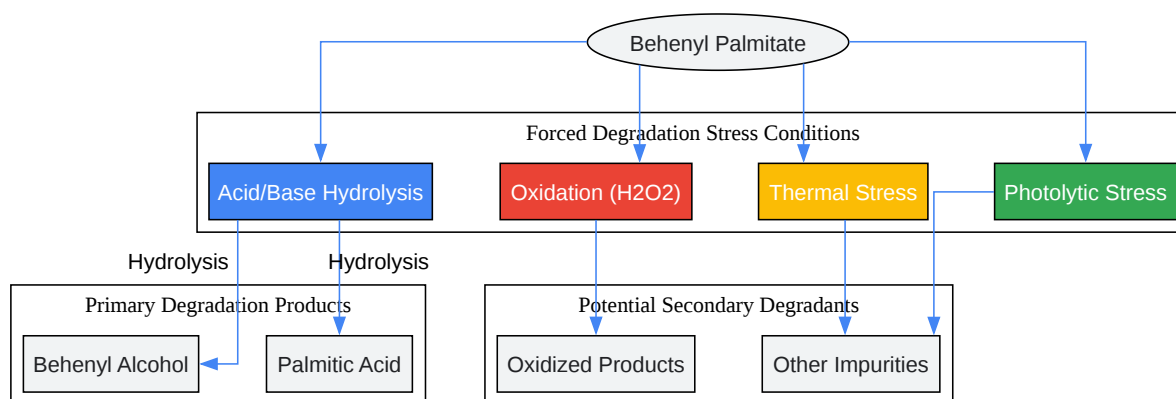 Behenyl Palmitate
Forced Degradation Stress Conditions
Acid/Base Hydrolysis
Oxidation (H2O2)
Thermal Stress
Photolytic Stress
Hydrolysis
Hydrolysis
Primary Degradation Products
Potential Secondary Degradants
Behenyl Alcohol
Palmitic Acid
Oxidized Products
Other Impurities